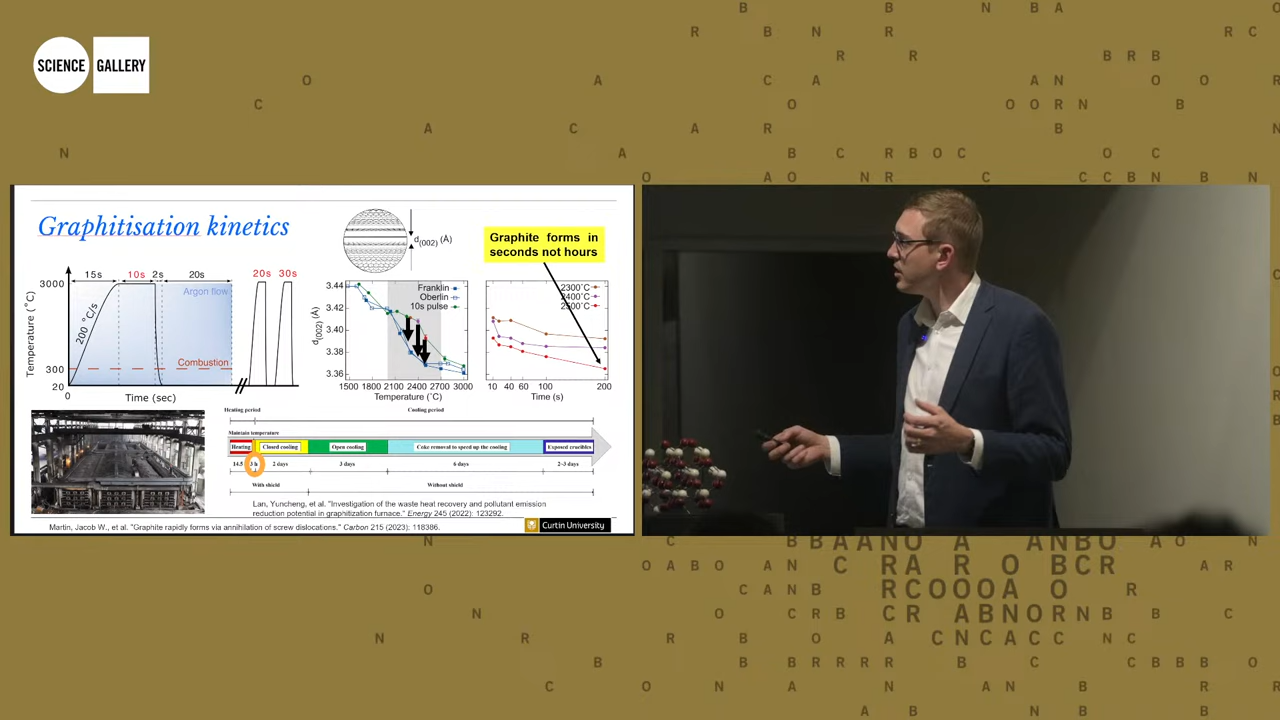 SCIENCE GALLERY
Graphitisation kinetics
d(002) (Å)
Graphite forms in
seconds not hours
15s 10s 2s 20s 20s 30s
3000
300
20
Temperature (°C)
200 °C/s
Argon flow
Combustion
0
Time (sec)
3.44
3.40
3.38
3.36
d(002) (Å)
Franklin
Oberlin
10s pulse
1500 1800 2100 2400 2700 3000
Temperature (°C)
2300°C
2400°C
2500°C
10 40 60 100 200
Time (s)
Heating period
Cooling period
Maintain temperature
Heating
Closed cooling
Open cooling
Coke removal to speed up the cooling
Exposed crucibles
14.5
3 h
2 days
3 days
6 days
2~3 days
With shield
Without shield
Lan, Yuncheng, et al. "Investigation of the waste heat recovery and pollutant emission
reduction potential in graphitization furnace." Energy 245 (2022): 123292.
Martin, Jacob W., et al. "Graphite rapidly forms via annihilation of screw dislocations." Carbon 215 (2023): 118386.
Curtin University